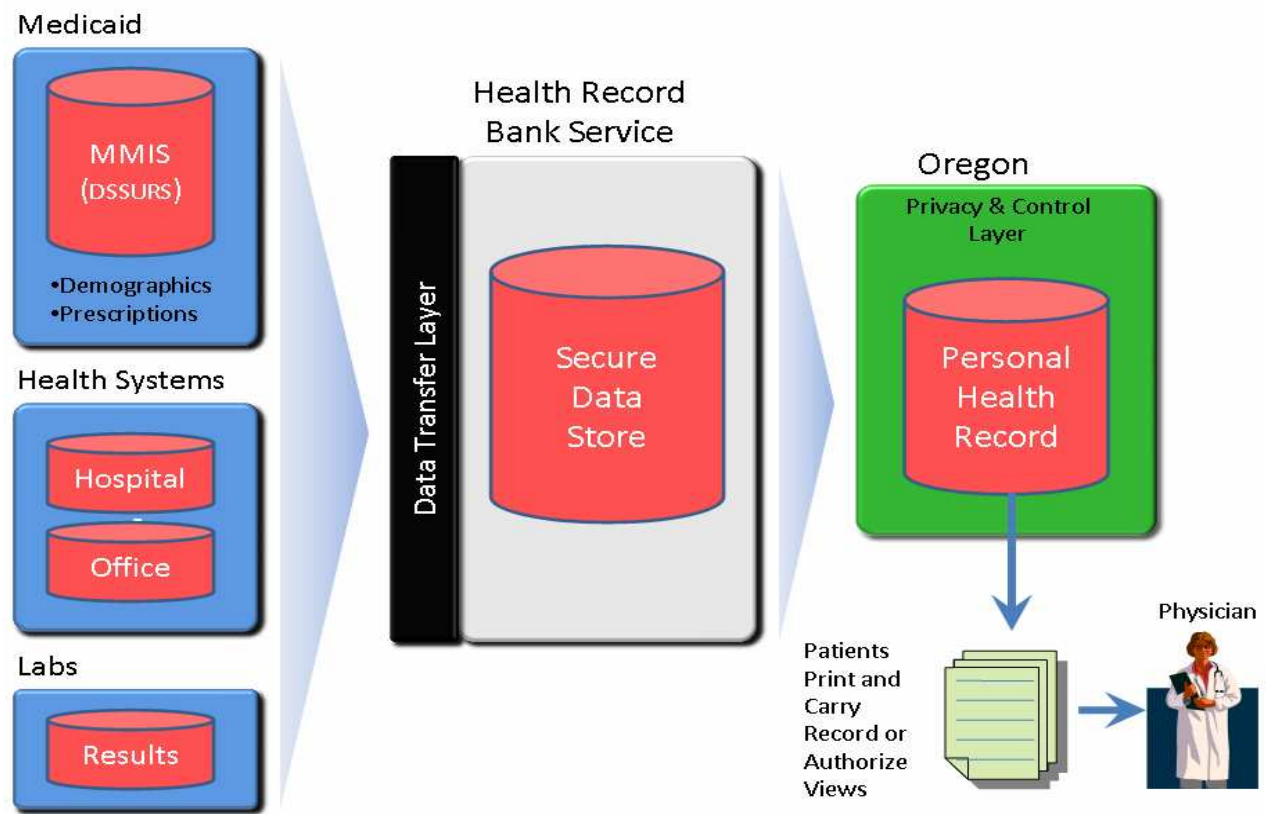 Medicaid
MMIS
(DSSURS)
•Demographics
•Prescriptions
Health Systems
Hospital
Office
Labs
Results
Health Record
Bank Service
Data Transfer Layer
Secure
Data
Store
Oregon
Privacy & Control
Layer
Personal
Health
Record
Patients
Print and
Carry
Record or
Authorize
Views
Physician